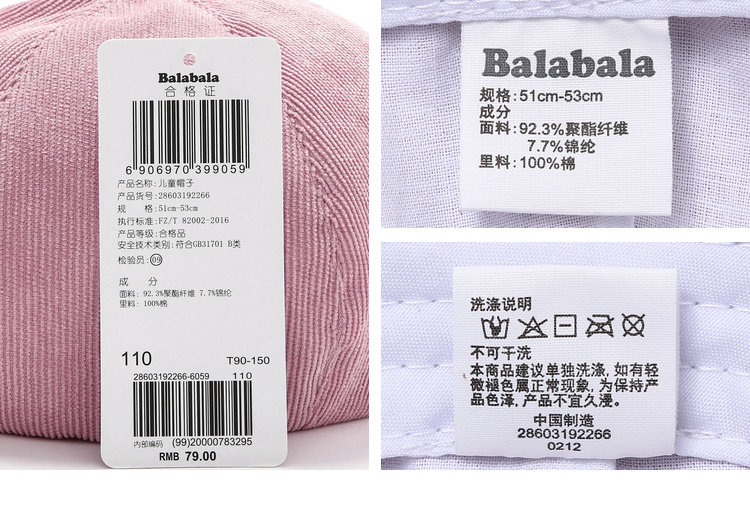 Balabala
合格证
6 906970 399059
产品名称: 儿童帽子
产品货号: 28603192266
规 格: 51cm-53cm
执行标准: FZ/T 82002-2016
产品等级: 合格品
安全技术类别: 符合GB31701 B类
检验员: 09
成 分
面料: 92.3%聚酯纤维 7.7%锦纶
里料: 100%棉
110 T90-150
28603192266-6059 110
内部编码 (99)20000783295
RMB 79.00
Balabala
规格:51cm-53cm
成分
面料:92.3%聚酯纤维
7.7%锦纶
里料:100%棉
洗涤说明
不可干洗
本商品建议单独洗涤,如有轻
微褪色属正常现象,为保持产
品色泽,产品不宜久浸。
中国制造
28603192266
0212